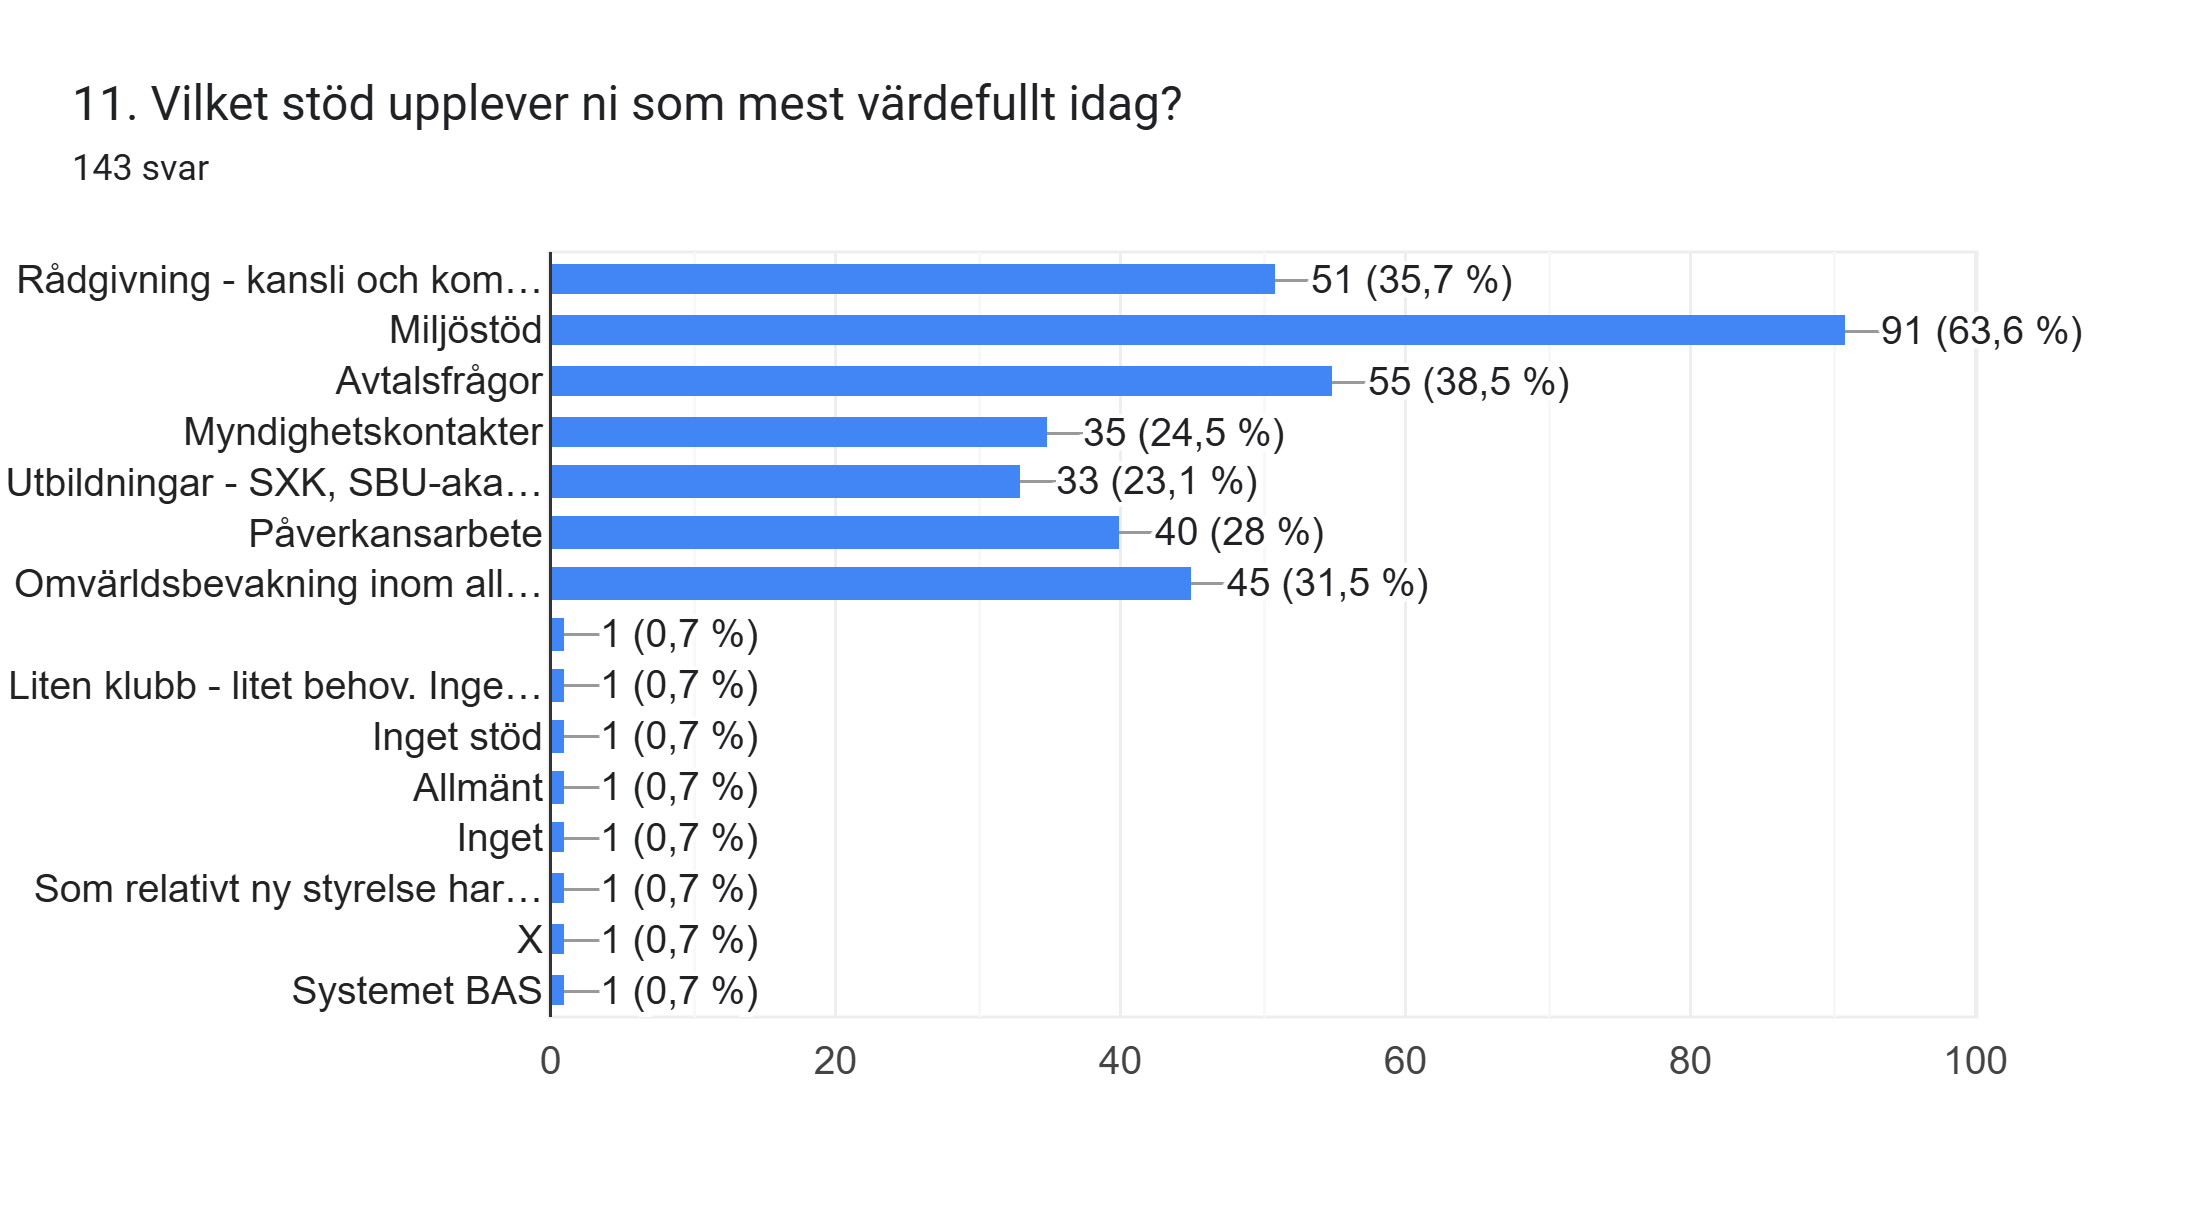 11. Vilket stöd upplever ni som mest värdefullt idag?
143 svar
Rådgivning - kansli och kom… 51 (35,7 %)
Miljöstöd 91 (63,6 %)
Avtalsfrågor 55 (38,5 %)
Myndighetskontakter 35 (24,5 %)
Utbildningar - SXK, SBU-aka… 33 (23,1 %)
Påverkansarbete 40 (28 %)
Omvärldsbevakning inom all… 45 (31,5 %)
1 (0,7 %)
Liten klubb - litet behov. Inge… 1 (0,7 %)
Inget stöd 1 (0,7 %)
Allmänt 1 (0,7 %)
Inget 1 (0,7 %)
Som relativt ny styrelse har… 1 (0,7 %)
X 1 (0,7 %)
Systemet BAS 1 (0,7 %)
0 20 40 60 80 100